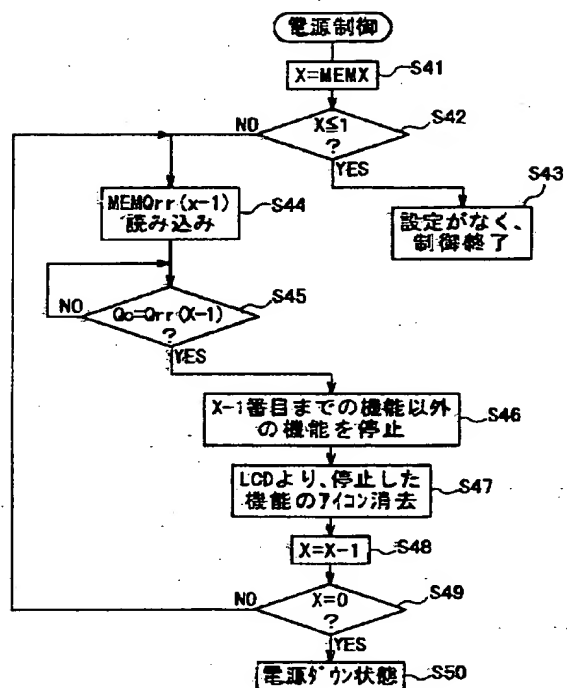 電源制御
X=MEMX
S41
X≦1
?
S42
NO
YES
S43
設定がなく、
制御終了
MEMQrr(x-1)
読み込み
S44
Qo=Qrr(X-1)
?
S45
NO
YES
X-1番目までの機能以外
の機能を停止
S46
LCDより、停止した
機能のアイコン消去
S47
X=X-1
S48
X=0
?
S49
NO
YES
電源ダウン状態
S50